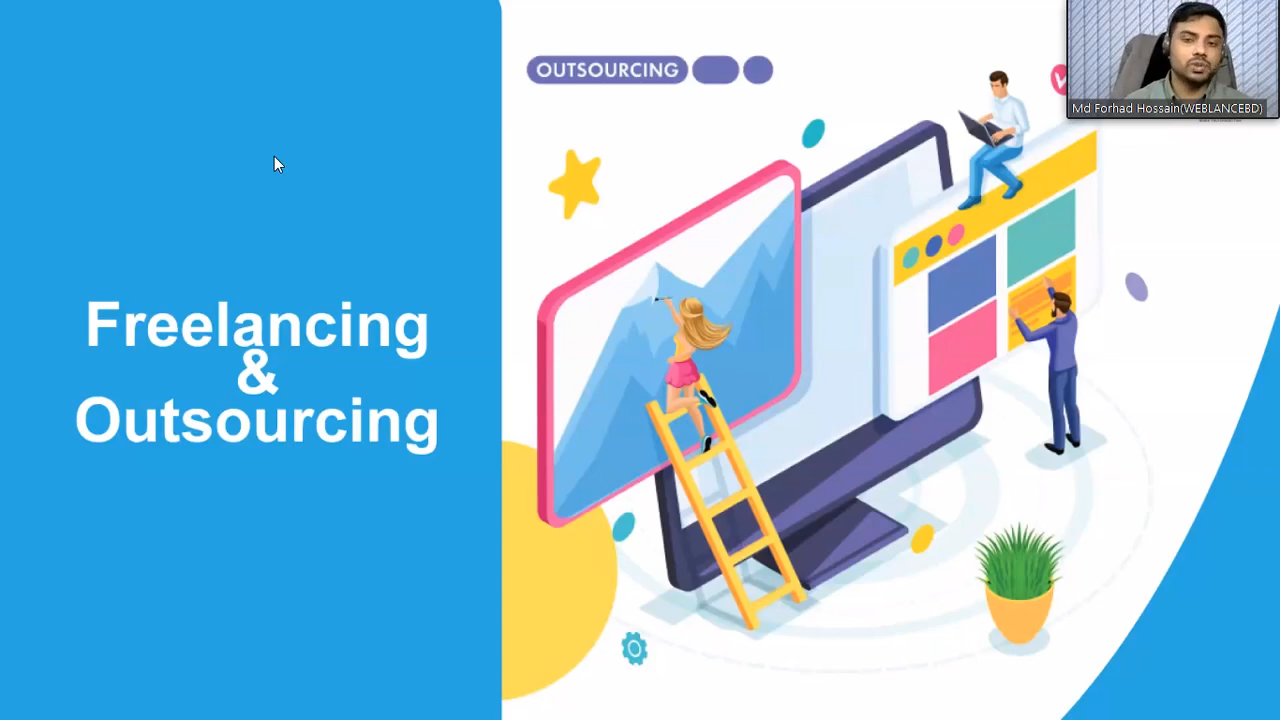 OUTSOURCING
Md Forhad Hossain(WEBLANCEBD)
Freelancing
&
Outsourcing